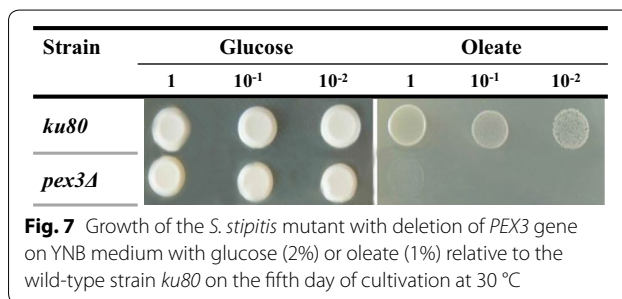 Strain Glucose Oleate
1 10⁻¹ 10⁻² 1 10⁻¹ 10⁻²
ku80
pex3Δ
Fig. 7 Growth of the S. stipitis mutant with deletion of PEX3 gene
on YNB medium with glucose (2%) or oleate (1%) relative to the
wild-type strain ku80 on the fifth day of cultivation at 30 °C